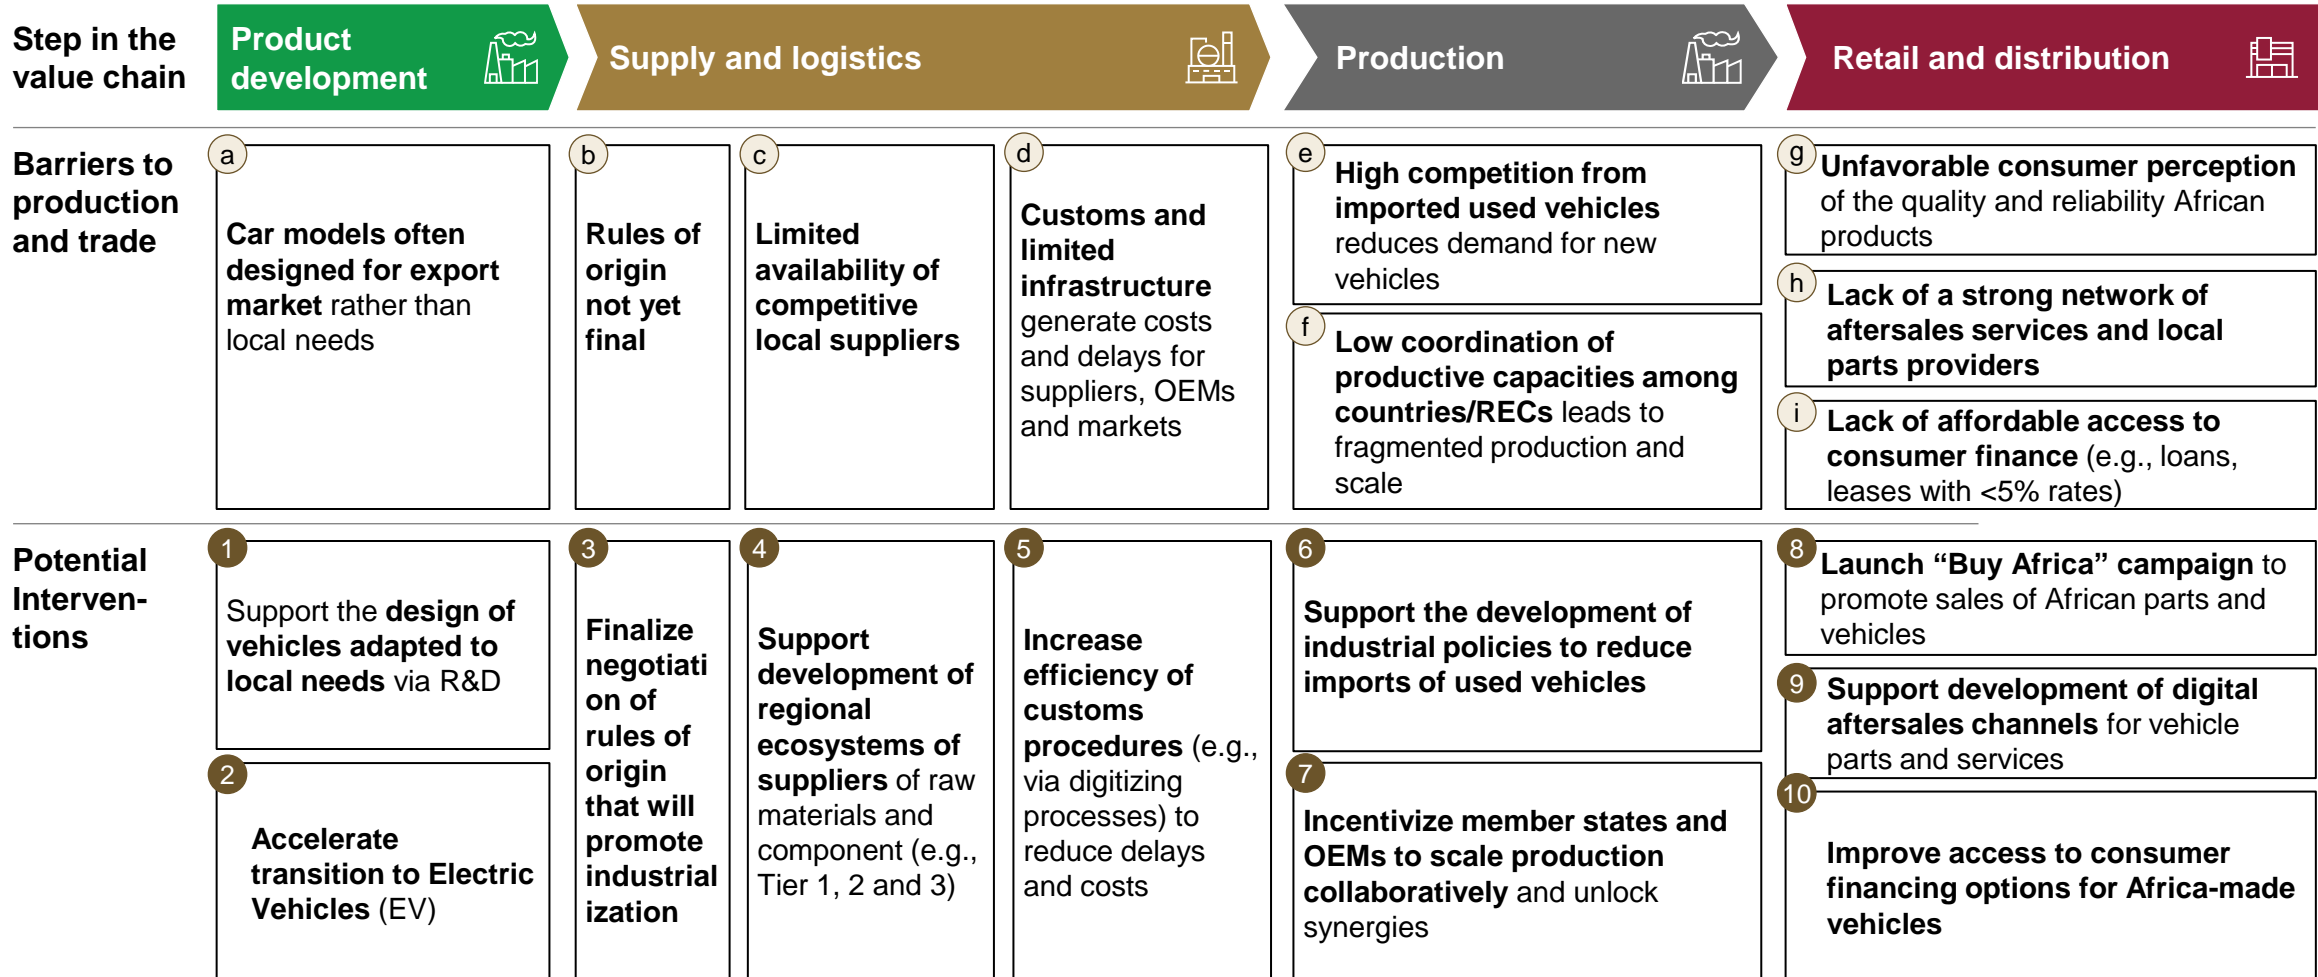 Step in the
value chain
Product
development
Supply and logistics
Production
Retail and distribution
Barriers to
production
and trade
a
Car models often
designed for export
market rather than
local needs
b
Rules of
origin
not yet
final
c
Limited
availability of
competitive
local suppliers
d
Customs and
limited
infrastructure
generate costs
and delays for
suppliers, OEMs
and markets
e
High competition from
imported used vehicles
reduces demand for new
vehicles
f
Low coordination of
productive capacities among
countries/RECs leads to
fragmented production and
scale
g
Unfavorable consumer perception
of the quality and reliability African
products
h
Lack of a strong network of
aftersales services and local
parts providers
i
Lack of affordable access to
consumer finance (e.g., loans,
leases with <5% rates)
Potential
Interven-
tions
1
Support the design of
vehicles adapted to
local needs via R&D
2
Accelerate
transition to Electric
Vehicles (EV)
3
Finalize
negotiati
on of
rules of
origin
that will
promote
industrial
ization
4
Support
development of
regional
ecosystems of
suppliers of raw
materials and
component (e.g.,
Tier 1, 2 and 3)
5
Increase
efficiency of
customs
procedures (e.g.,
via digitizing
processes) to
reduce delays
and costs
6
Support the development of
industrial policies to reduce
imports of used vehicles
7
Incentivize member states and
OEMs to scale production
collaboratively and unlock
synergies
8
Launch “Buy Africa” campaign to
promote sales of African parts and
vehicles
9
Support development of digital
aftersales channels for vehicle
parts and services
10
Improve access to consumer
financing options for Africa-made
vehicles